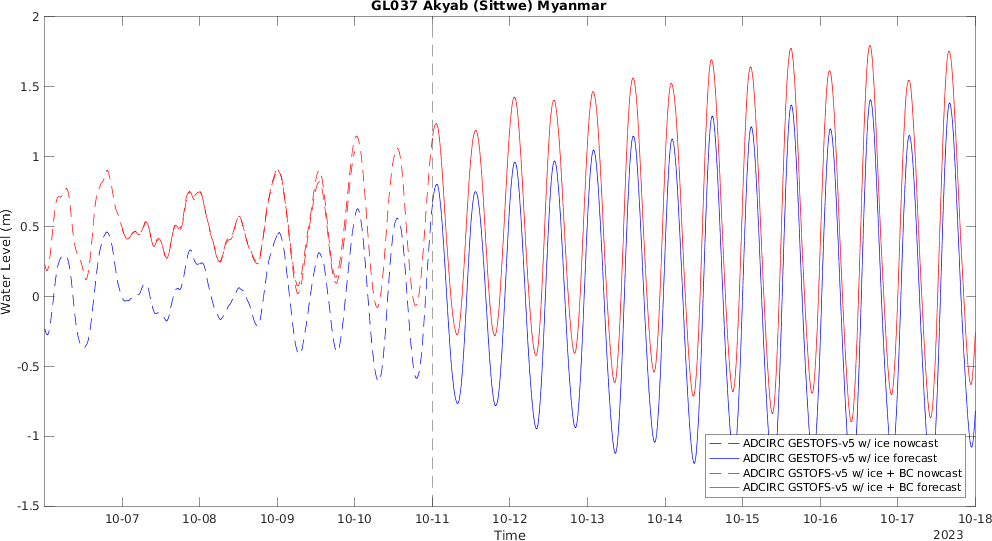 GL037 Akyab (Sittwe) Myanmar
2
1.5
1
0.5
0
-0.5
-1
-1.5
Water Level (m)
ADCIRC GESTOFS-v5 w/ ice nowcast
ADCIRC GESTOFS-v5 w/ ice forecast
ADCIRC GSTOFS-v5 w/ ice + BC nowcast
ADCIRC GSTOFS-v5 w/ ice + BC forecast
10-07 10-08 10-09 10-10 10-11 10-12 10-13 10-14 10-15 10-16 10-17 10-18
Time
2023